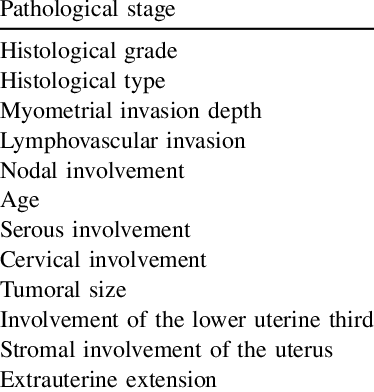 Pathological stage
Histological grade
Histological type
Myometrial invasion depth
Lymphovascular invasion
Nodal involvement
Age
Serous involvement
Cervical involvement
Tumoral size
Involvement of the lower uterine third
Stromal involvement of the uterus
Extrauterine extension